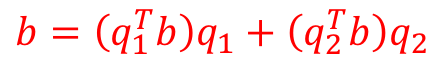 $b = (q_1^T b)q_1 + (q_2^T b)q_2$